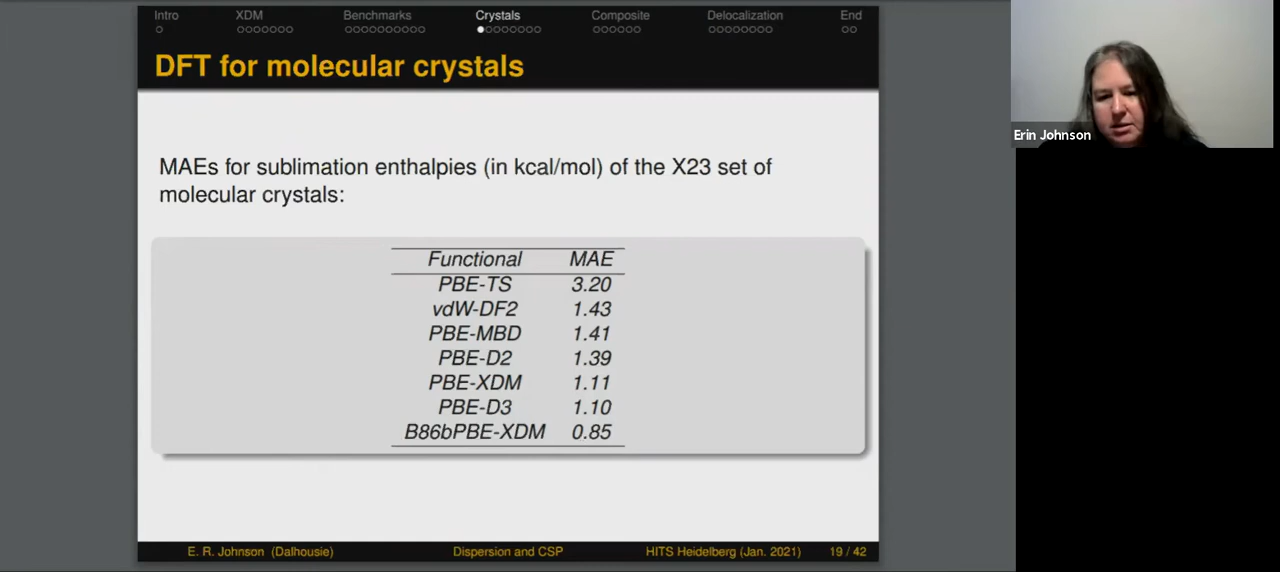 Intro XDM Benchmarks Crystals Composite Delocalization End
DFT for molecular crystals
Erin Johnson
MAEs for sublimation enthalpies (in kcal/mol) of the X23 set of
molecular crystals:
Functional MAE
PBE-TS 3.20
vdW-DF2 1.43
PBE-MBD 1.41
PBE-D2 1.39
PBE-XDM 1.11
PBE-D3 1.10
B86bPBE-XDM 0.85
E. R. Johnson (Dalhousie) Dispersion and CSP HITS Heidelberg (Jan. 2021) 19 / 42